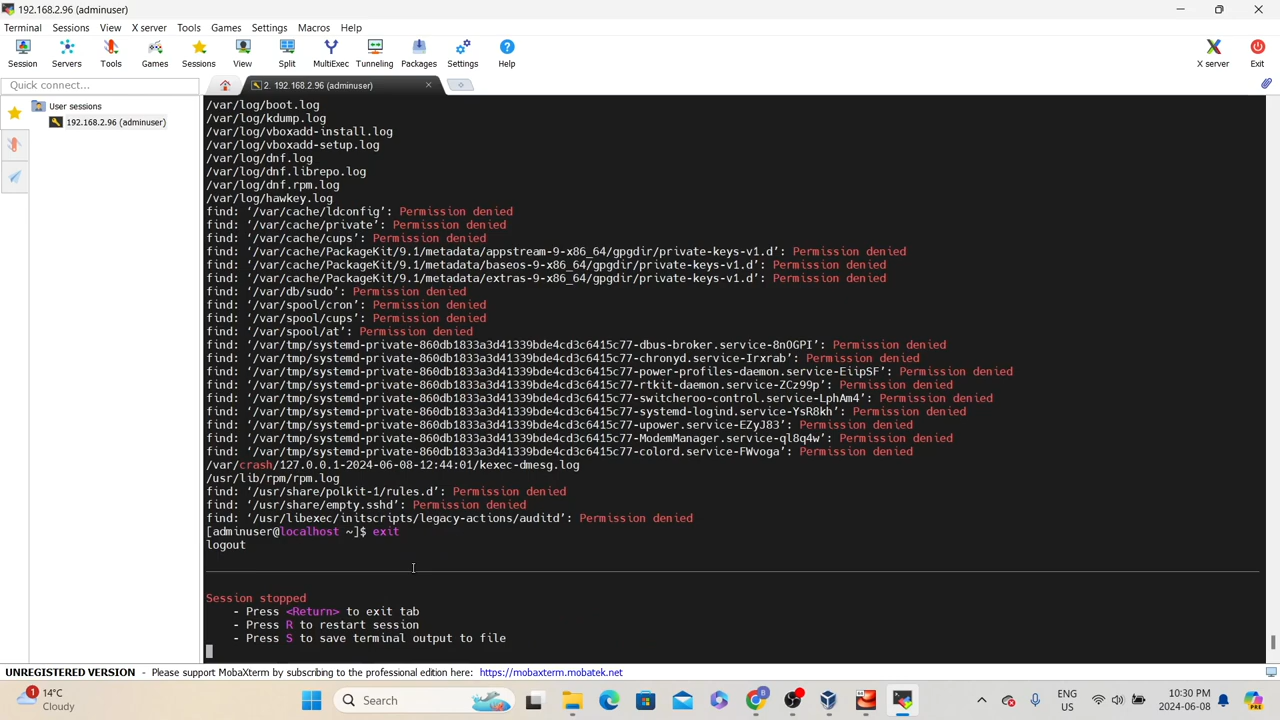 192.168.2.96 (adminuser)
Terminal Sessions View X server Tools Games Settings Macros Help
Session Servers Tools Games Sessions View Split MultiExec Tunneling Packages Settings Help X server Exit
Quick connect...
2. 192.168.2.96 (adminuser)
User sessions
192.168.2.96 (adminuser)
/var/log/boot.log
/var/log/kdump.log
/var/log/vboxadd-install.log
/var/log/vboxadd-setup.log
/var/log/dnf.log
/var/log/dnf.librepo.log
/var/log/dnf.rpm.log
/var/log/hawkey.log
find: ‘/var/cache/ldconfig’: Permission denied
find: ‘/var/cache/private’: Permission denied
find: ‘/var/cache/cups’: Permission denied
find: ‘/var/cache/PackageKit/9.1/metadata/appstream-9-x86_64/gpgdir/private-keys-v1.d’: Permission denied
find: ‘/var/cache/PackageKit/9.1/metadata/baseos-9-x86_64/gpgdir/private-keys-v1.d’: Permission denied
find: ‘/var/cache/PackageKit/9.1/metadata/extras-9-x86_64/gpgdir/private-keys-v1.d’: Permission denied
find: ‘/var/db/sudo’: Permission denied
find: ‘/var/spool/cron’: Permission denied
find: ‘/var/spool/cups’: Permission denied
find: ‘/var/spool/at’: Permission denied
find: ‘/var/tmp/systemd-private-860db1833a3d41339bde4cd3c6415c77-dbus-broker.service-8nOGPI’: Permission denied
find: ‘/var/tmp/systemd-private-860db1833a3d41339bde4cd3c6415c77-chronyd.service-Irxrab’: Permission denied
find: ‘/var/tmp/systemd-private-860db1833a3d41339bde4cd3c6415c77-power-profiles-daemon.service-EiipSF’: Permission denied
find: ‘/var/tmp/systemd-private-860db1833a3d41339bde4cd3c6415c77-rtkit-daemon.service-ZCz99p’: Permission denied
find: ‘/var/tmp/systemd-private-860db1833a3d41339bde4cd3c6415c77-switcheroo-control.service-LphAm4’: Permission denied
find: ‘/var/tmp/systemd-private-860db1833a3d41339bde4cd3c6415c77-systemd-logind.service-YsR8kh’: Permission denied
find: ‘/var/tmp/systemd-private-860db1833a3d41339bde4cd3c6415c77-upower.service-EZyJ83’: Permission denied
find: ‘/var/tmp/systemd-private-860db1833a3d41339bde4cd3c6415c77-ModemManager.service-ql8q4w’: Permission denied
find: ‘/var/tmp/systemd-private-860db1833a3d41339bde4cd3c6415c77-colord.service-FWvoga’: Permission denied
/var/crash/127.0.0.1-2024-06-08-12:44:01/kexec-dmesg.log
/usr/lib/rpm/rpm.log
find: ‘/usr/share/polkit-1/rules.d’: Permission denied
find: ‘/usr/share/empty.sshd’: Permission denied
find: ‘/usr/libexec/initscripts/legacy-actions/auditd’: Permission denied
[adminuser@localhost ~]$ exit
logout
Session stopped
- Press <Return> to exit tab
- Press R to restart session
- Press S to save terminal output to file
UNREGISTERED VERSION - Please support MobaXterm by subscribing to the professional edition here: https://mobaxterm.mobatek.net
1
14°C
Cloudy
Search
8
ENG
US
10:30 PM
2024-06-08
PRE